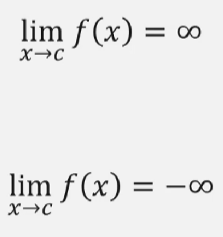 lim f(x) = ∞
x→c
lim f(x) = −∞
x→c